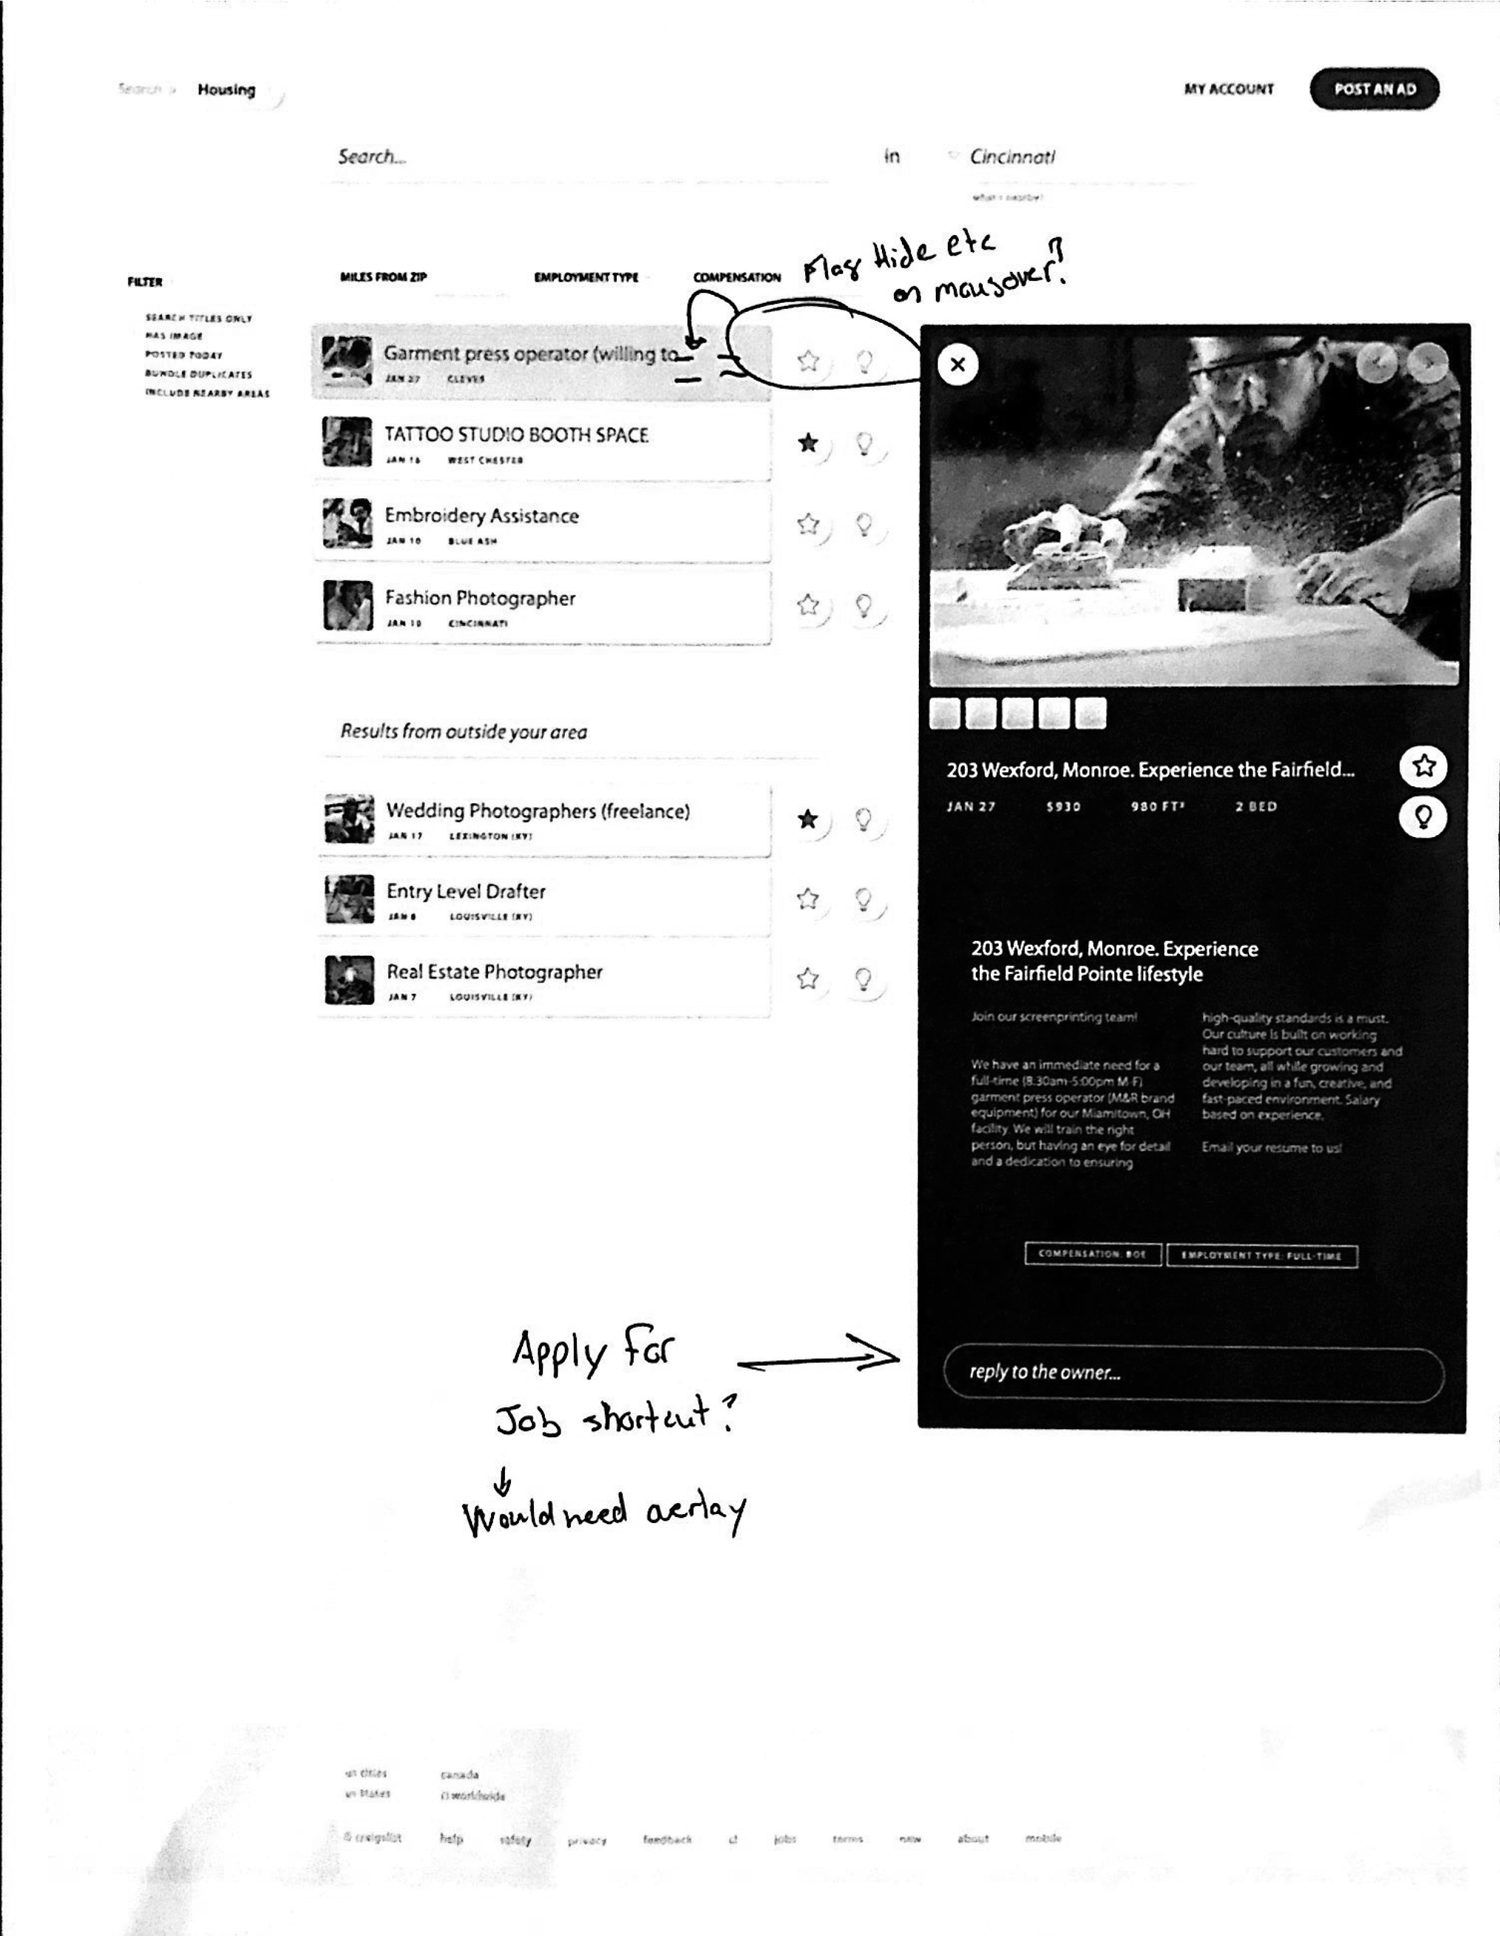 Search > Housing
MY ACCOUNT
POST AN AD
Search...
in
Cincinnati
what's nearby?
Flag Hide etc
on mousover?
FILTER
MILES FROM ZIP
EMPLOYMENT TYPE
COMPENSATION
SEARCH TITLES ONLY
HAS IMAGE
POSTED TODAY
BUNDLE DUPLICATES
INCLUDE NEARBY AREAS
Garment press operator (willing to
JAN 27 CLEVES
TATTOO STUDIO BOOTH SPACE
JAN 16 WEST CHESTER
Embroidery Assistance
JAN 10 BLUE ASH
Fashion Photographer
JAN 10 CINCINNATI
Results from outside your area
Wedding Photographers (freelance)
JAN 17 LEXINGTON (KY)
Entry Level Drafter
JAN 8 LOUISVILLE (KY)
Real Estate Photographer
JAN 7 LOUISVILLE (KY)
203 Wexford, Monroe. Experience the Fairfield...
JAN 27 $930 980 FT² 2 BED
203 Wexford, Monroe. Experience
the Fairfield Pointe lifestyle
Join our screenprinting team!
We have an immediate need for a
full-time (8:30am-5:00pm M-F)
garment press operator (M&R brand
equipment) for our Miamitown, OH
facility. We will train the right
person, but having an eye for detail
and a dedication to ensuring
high-quality standards is a must.
Our culture is built on working
hard to support our customers and
our team, all while growing and
developing in a fun, creative, and
fast-paced environment. Salary
based on experience.
Email your resume to us!
COMPENSATION: BOE
EMPLOYMENT TYPE: FULL-TIME
reply to the owner...
Apply for
Job shortcut?
Would need overlay
us cities canada
us states cl worldwide
© craigslist help safety privacy feedback cl jobs terms new about mobile